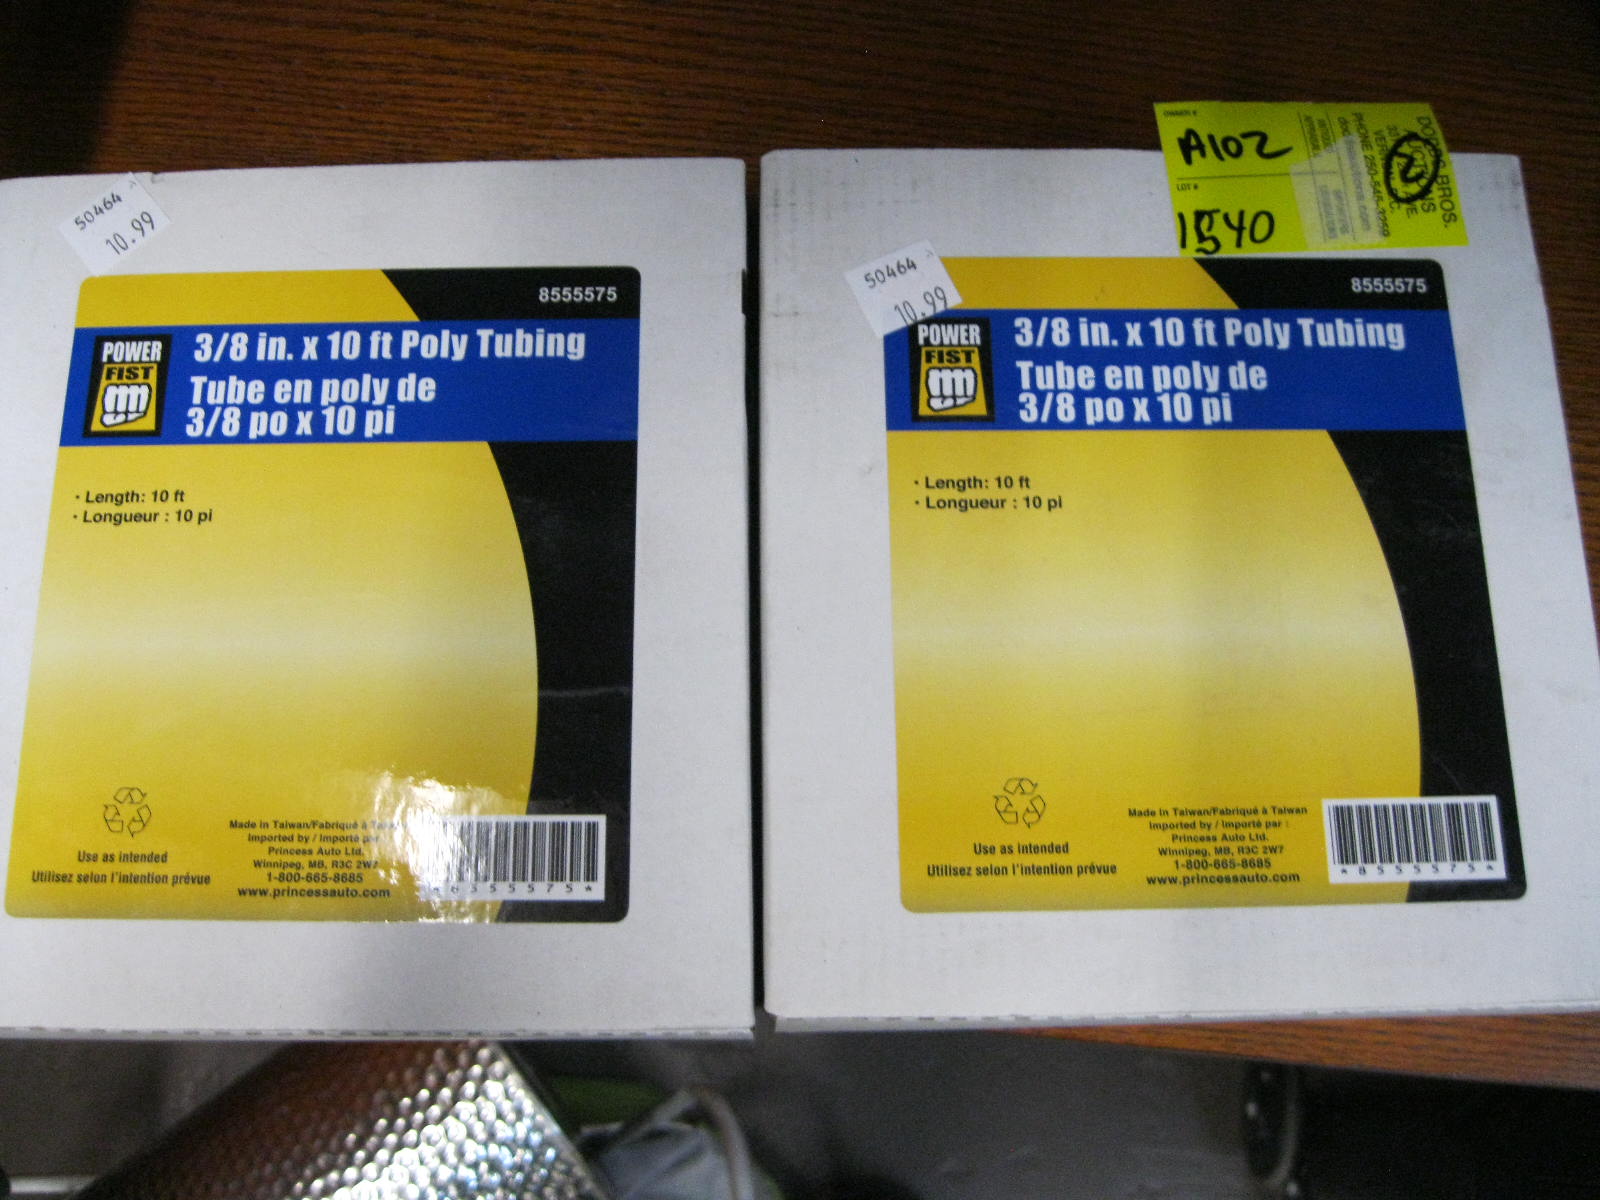 50464
10.99
8555575
POWER
FIST
3/8 in. x 10 ft Poly Tubing
Tube en poly de
3/8 po x 10 pi
• Length: 10 ft
• Longueur : 10 pi
Use as intended
Utilisez selon l'intention prévue
Made in Taiwan/Fabriqué à
Imported by / Importé par
Princess Auto Ltd.
Winnipeg, MB, R3C 2W7
1-800-665-8685
www.princessauto.com
8555575*
A102
LOT #
1540
2
BROS.
50464
10.99
8555575
POWER
FIST
3/8 in. x 10 ft Poly Tubing
Tube en poly de
3/8 po x 10 pi
• Length: 10 ft
• Longueur : 10 pi
Use as intended
Utilisez selon l'intention prévue
Made in Taiwan/Fabriqué à Taiwan
Imported by / Importé par :
Princess Auto Ltd.
Winnipeg, MB, R3C 2W7
1-800-665-8685
www.princessauto.com
*8555575*